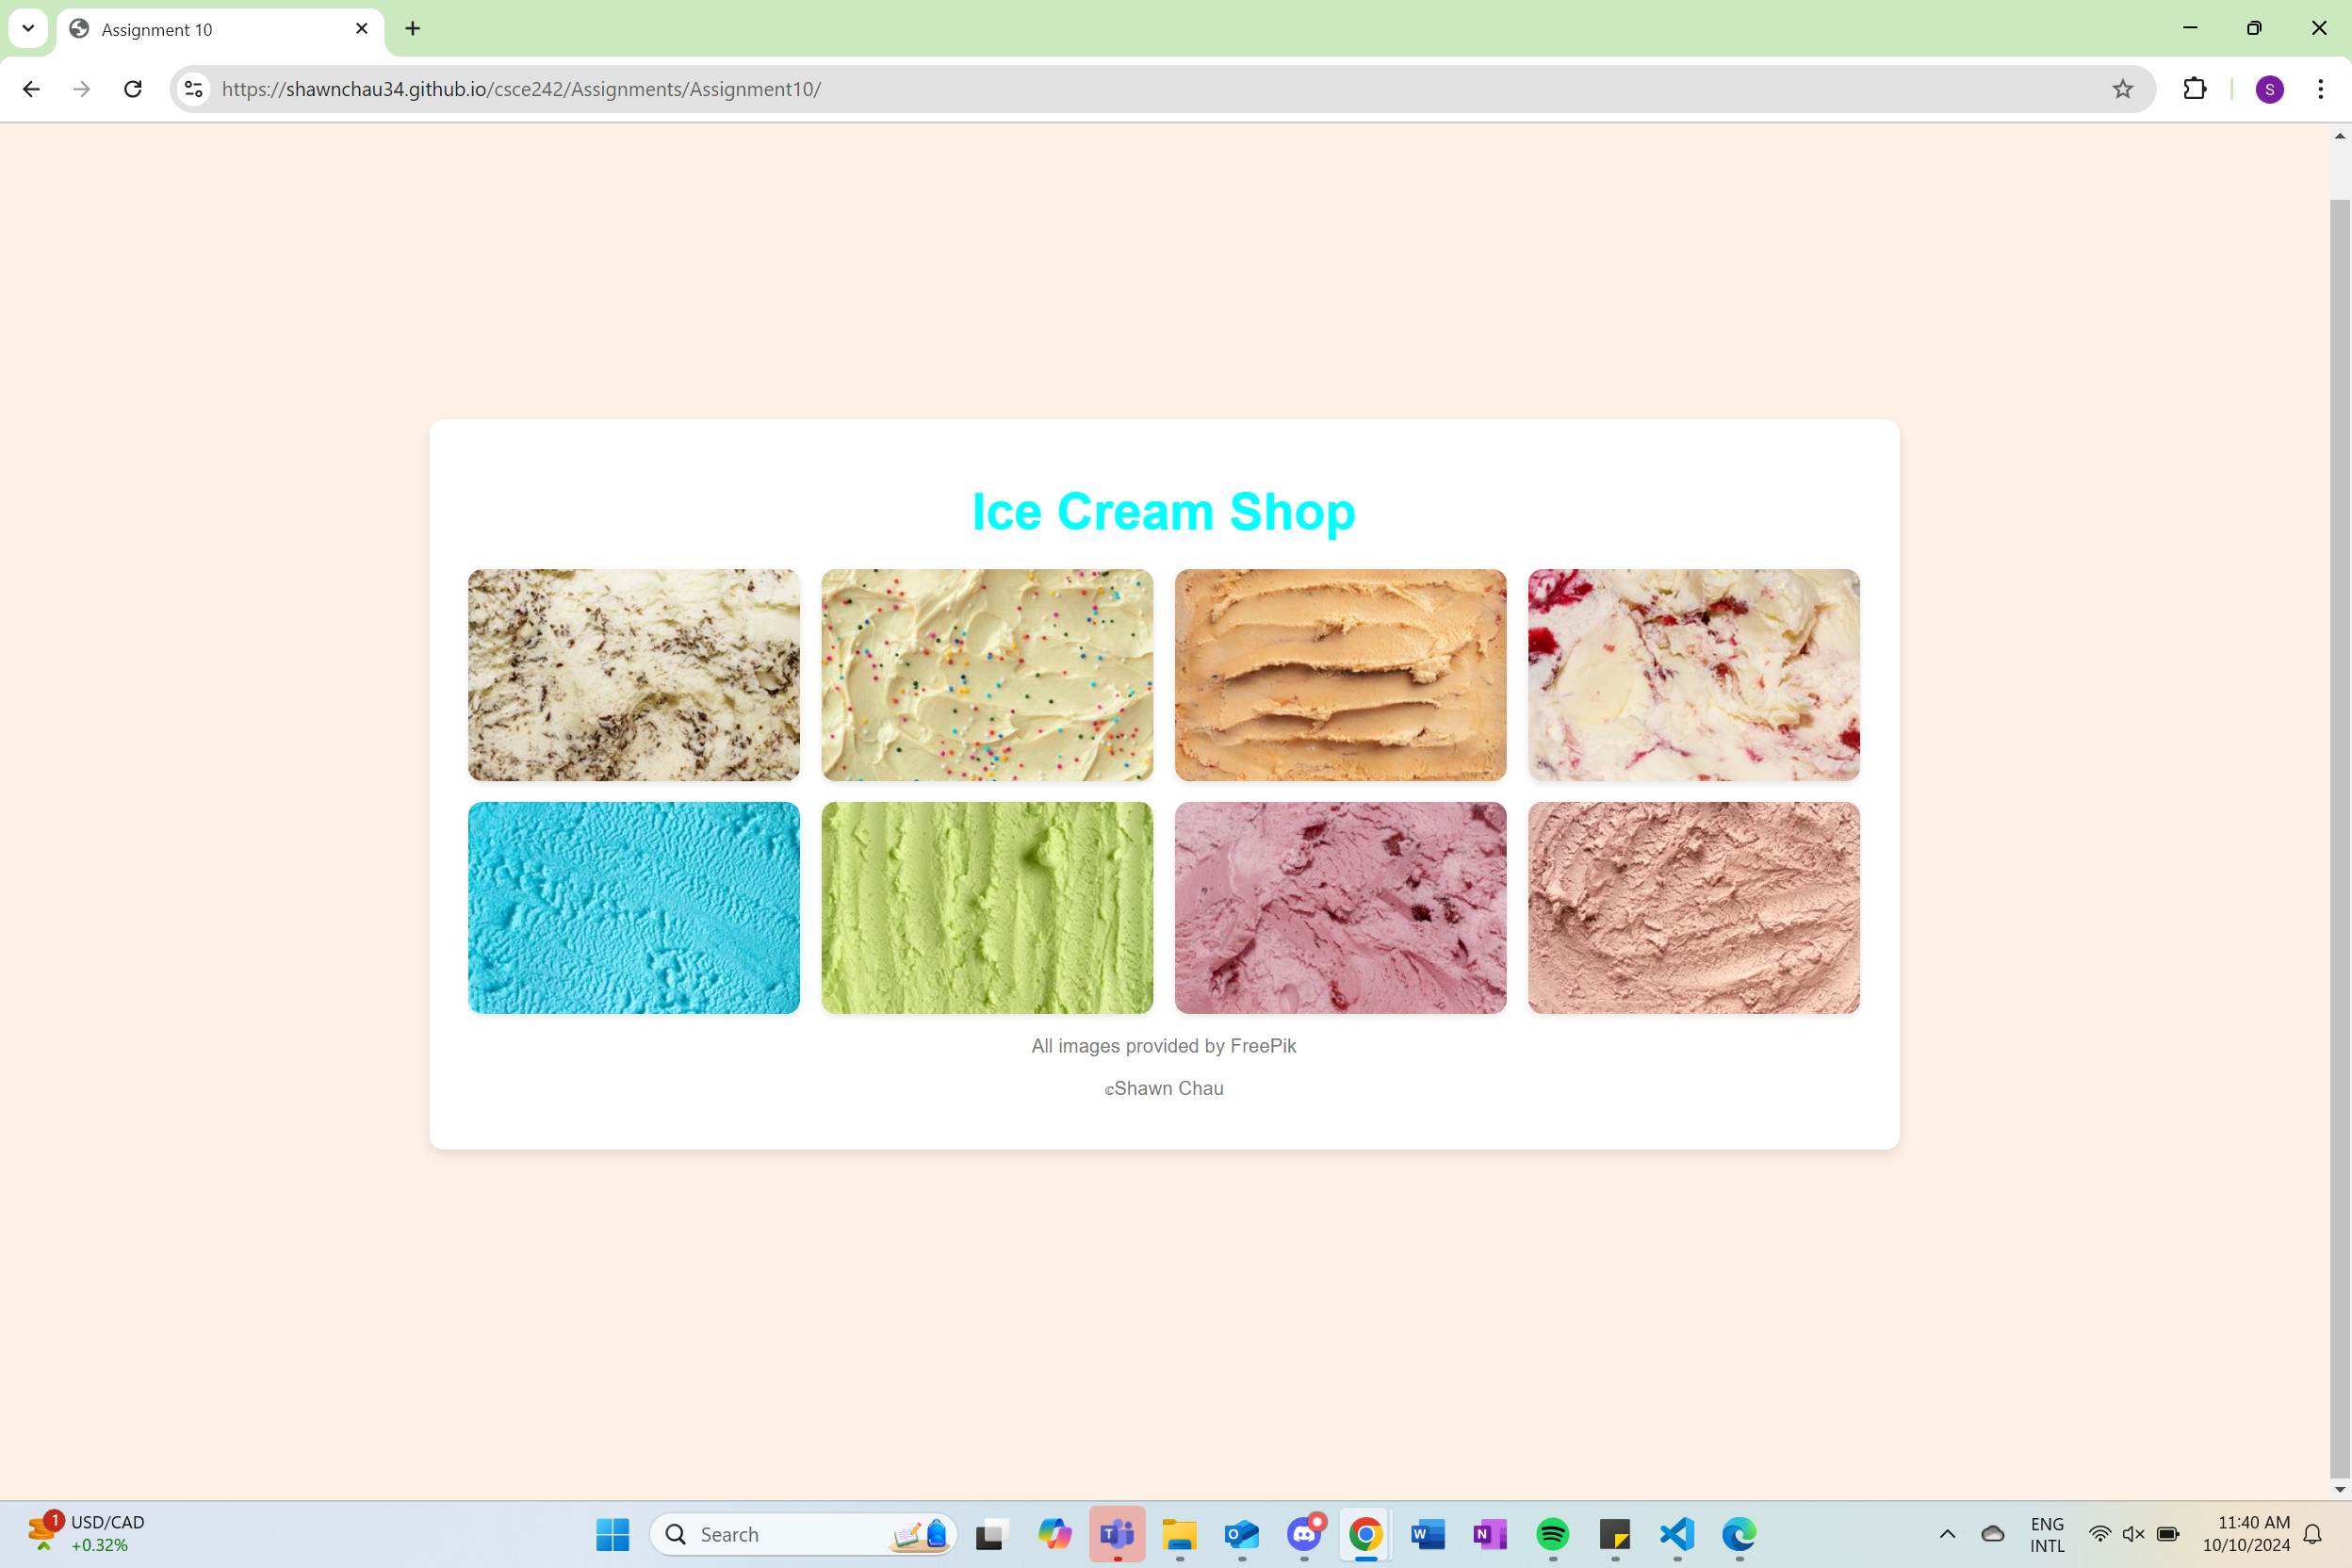 Assignment 10
https://shawnchau34.github.io/csce242/Assignments/Assignment10/
S
Ice Cream Shop
All images provided by FreePik
©Shawn Chau
1
USD/CAD
+0.32%
Search
T
O
W
N
ENG
INTL
11:40 AM
10/10/2024